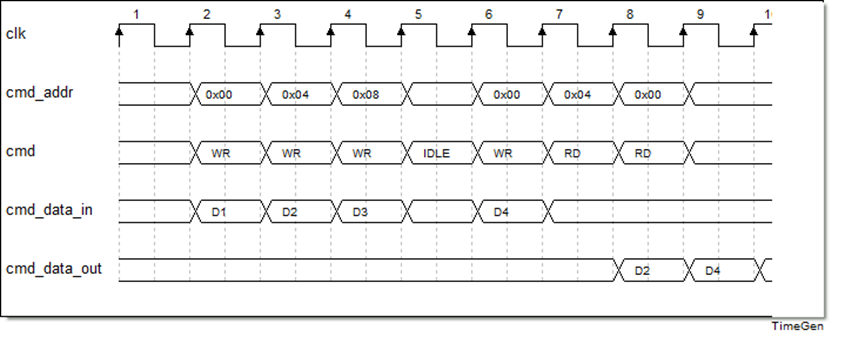 1 2 3 4 5 6 7 8 9
clk
cmd_addr 0x00 0x04 0x08 0x00 0x04 0x00
cmd WR WR WR IDLE WR RD RD
cmd_data_in D1 D2 D3 D4
cmd_data_out D2 D4
TimeGen